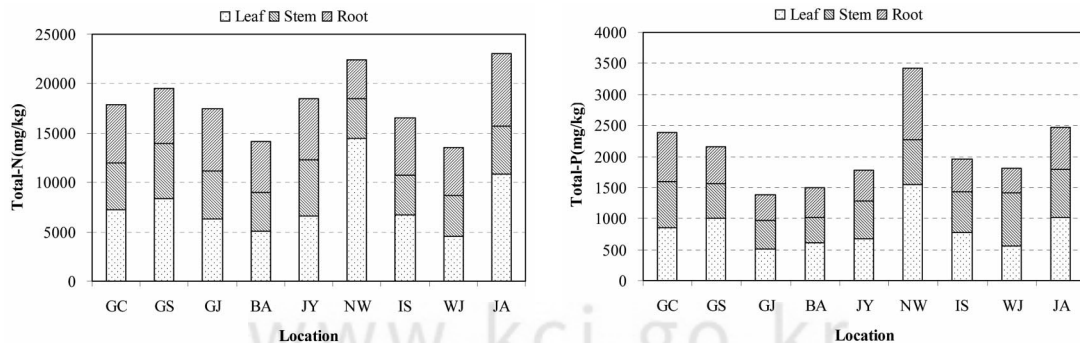 Leaf Stem Root
25000
20000
15000
10000
5000
0
Total-N(mg/kg)
GC GS GJ BA JY NW IS WJ JA
Location
Leaf Stem Root
4000
3500
3000
2500
2000
1500
1000
500
0
Total-P(mg/kg)
GC GS GJ BA JY NW IS WJ JA
Location
www.kci.go.kr